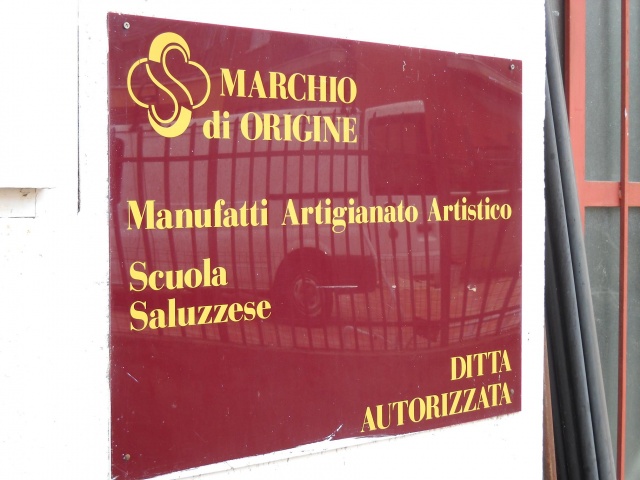 MARCHIO
di ORIGINE
Manufatti Artigianato Artistico
Scuola
Saluzzese
DITTA
AUTORIZZATA